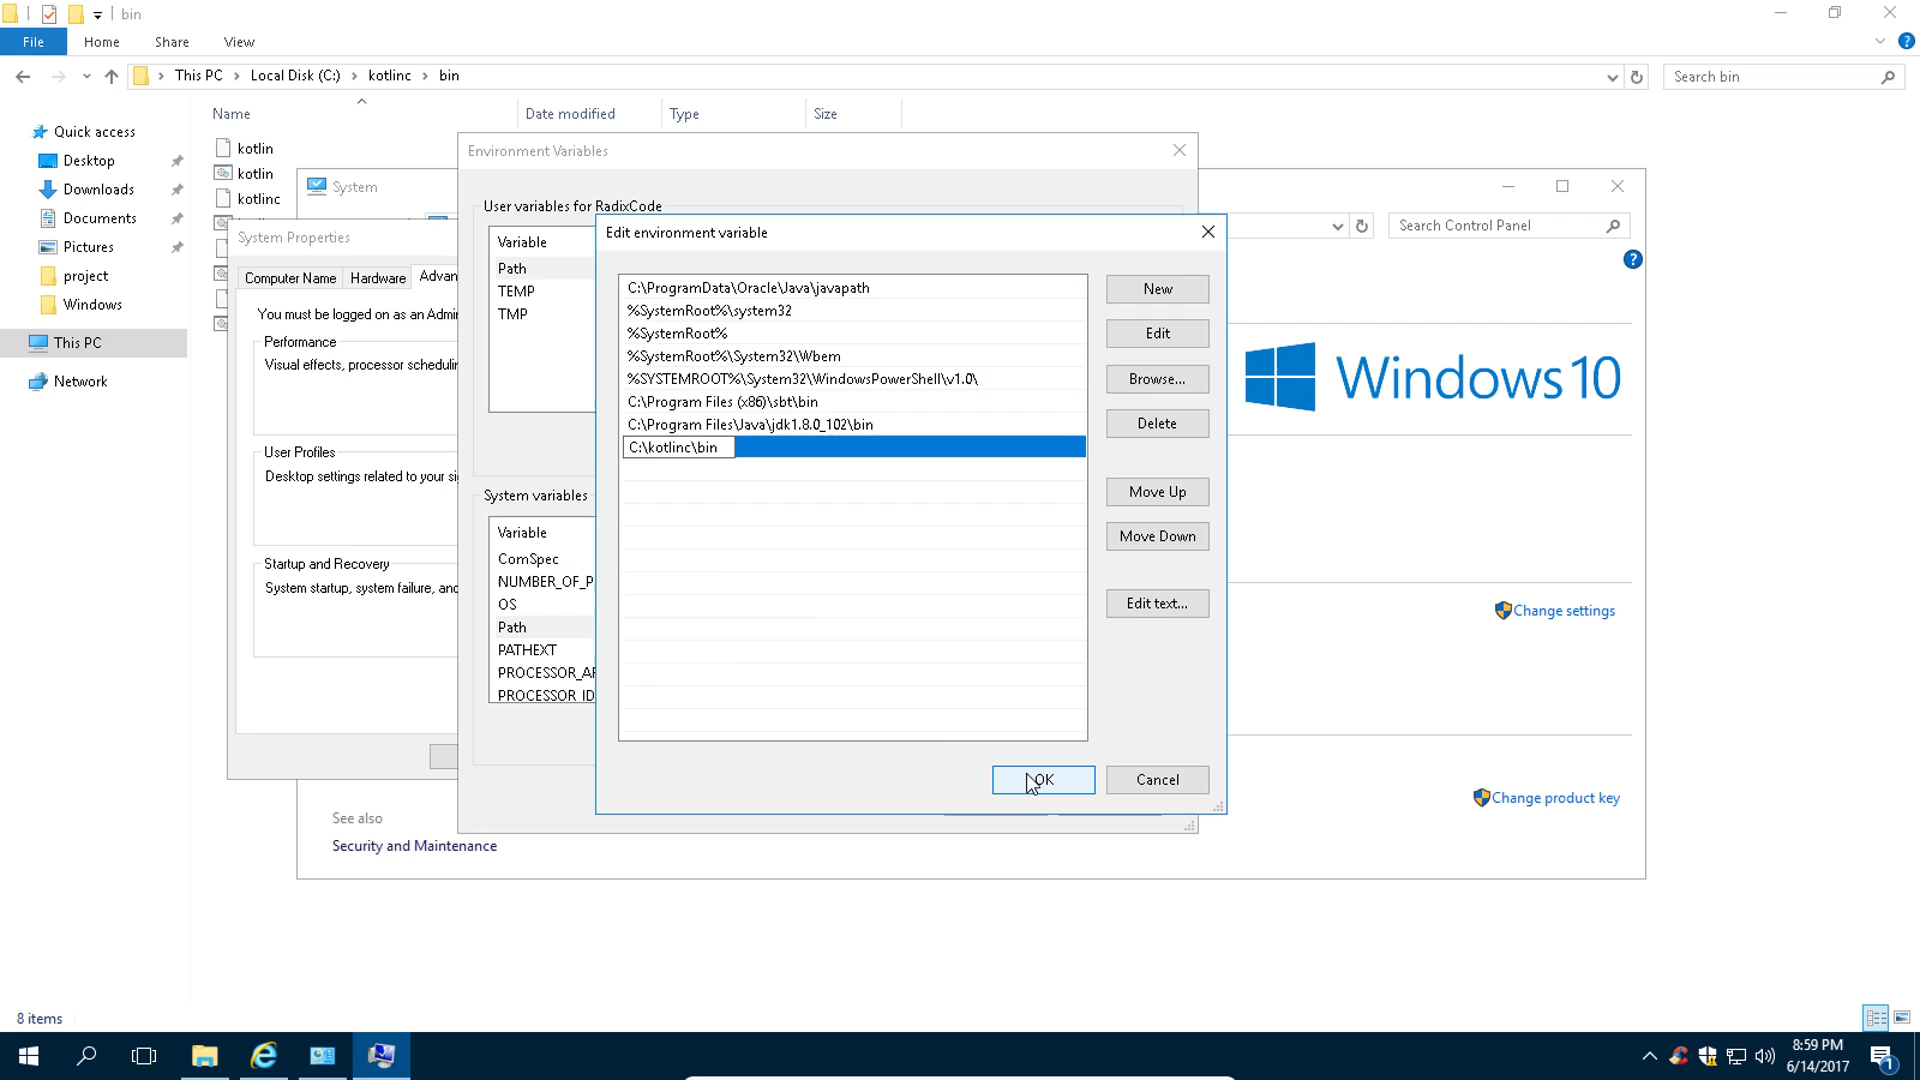 bin
File
Home
Share
View
This PC
Local Disk (C:)
kotlinc
bin
Search bin
Name
Date modified
Type
Size
Quick access
Desktop
Downloads
Documents
Pictures
project
Windows
This PC
Network
kotlin
kotlin
kotlinc
System
Search Control Panel
System Properties
Computer Name
Hardware
Advan
You must be logged on as an Admi
Performance
Visual effects, processor schedulin
User Profiles
Desktop settings related to your sig
Startup and Recovery
System startup, system failure, and
Environment Variables
User variables for RadixCode
Variable
Path
TEMP
TMP
System variables
Variable
ComSpec
NUMBER_OF_P
OS
Path
PATHEXT
PROCESSOR_AR
PROCESSOR_ID
Edit environment variable
C:\ProgramData\Oracle\Java\javapath
%SystemRoot%\system32
%SystemRoot%
%SystemRoot%\System32\Wbem
%SYSTEMROOT%\System32\WindowsPowerShell\v1.0\
C:\Program Files (x86)\sbt\bin
C:\Program Files\Java\jdk1.8.0_102\bin
C:\kotlinc\bin
New
Edit
Browse...
Delete
Move Up
Move Down
Edit text...
OK
Cancel
Windows 10
Change settings
Change product key
See also
Security and Maintenance
8 items
8:59 PM
6/14/2017
1